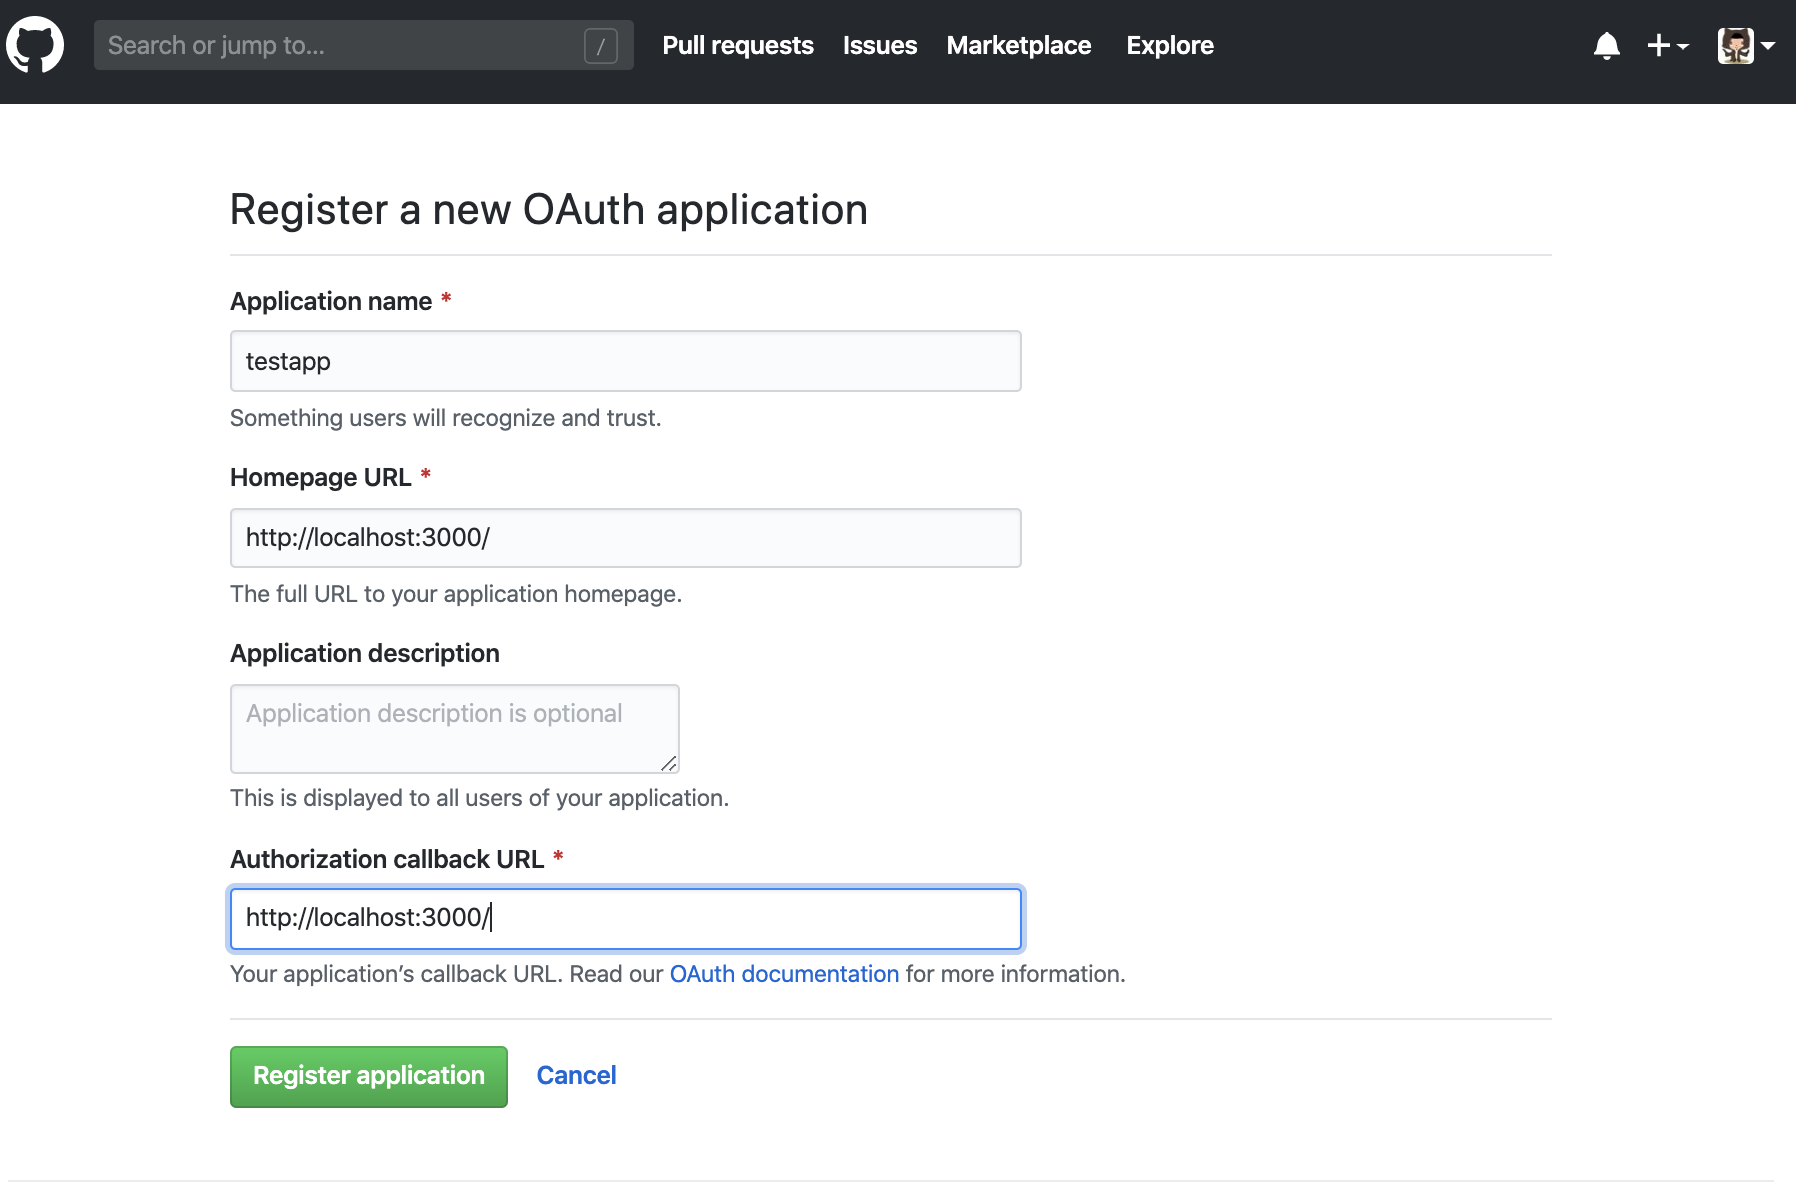 Search or jump to... / Pull requests Issues Marketplace Explore
Register a new OAuth application
Application name *
testapp
Something users will recognize and trust.
Homepage URL *
http://localhost:3000/
The full URL to your application homepage.
Application description
Application description is optional
This is displayed to all users of your application.
Authorization callback URL *
http://localhost:3000/
Your application’s callback URL. Read our OAuth documentation for more information.
Register application Cancel